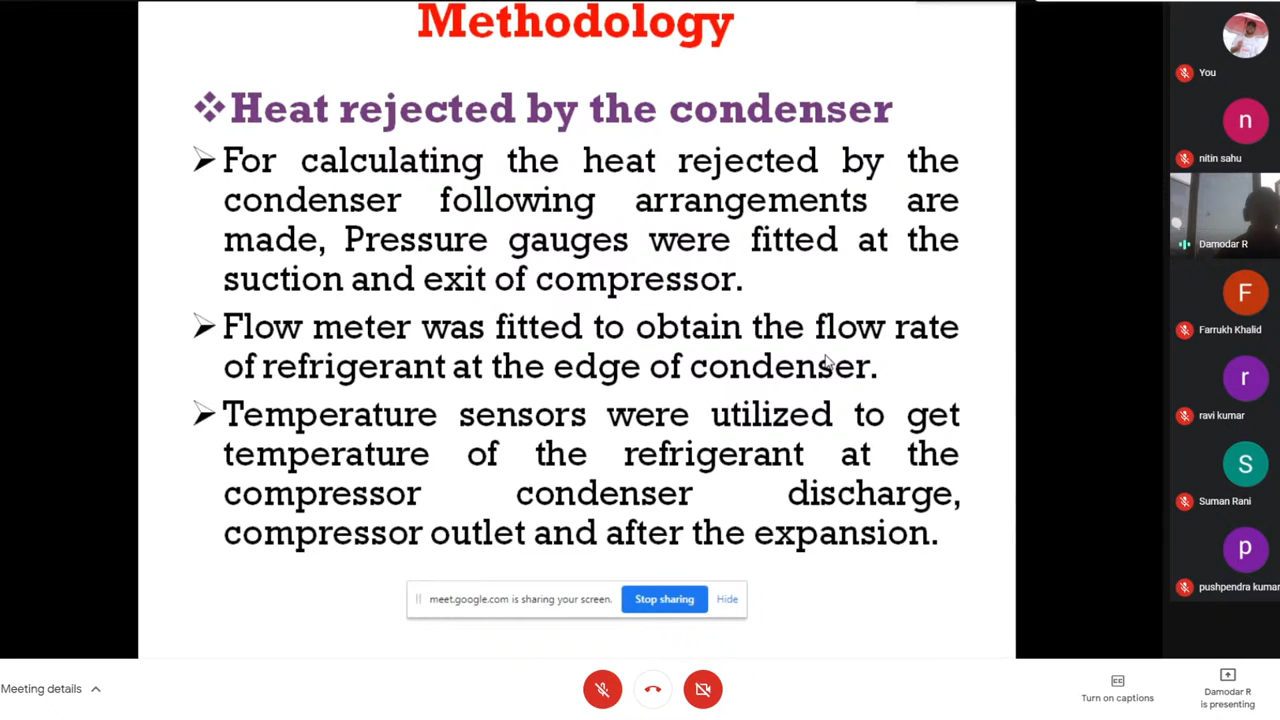 Methodology
❖Heat rejected by the condenser
➢For calculating the heat rejected by the
condenser following arrangements are
made, Pressure gauges were fitted at the
suction and exit of compressor.
➢Flow meter was fitted to obtain the flow rate
of refrigerant at the edge of condenser.
➢Temperature sensors were utilized to get
temperature of the refrigerant at the
compressor condenser discharge,
compressor outlet and after the expansion.
meet.google.com is sharing your screen. Stop sharing Hide
You
n
nitin sahu
Damodar R
F
Farrukh Khalid
r
ravi kumar
S
Suman Rani
p
pushpendra kumar
Meeting details
CC
Turn on captions
Damodar R
is presenting